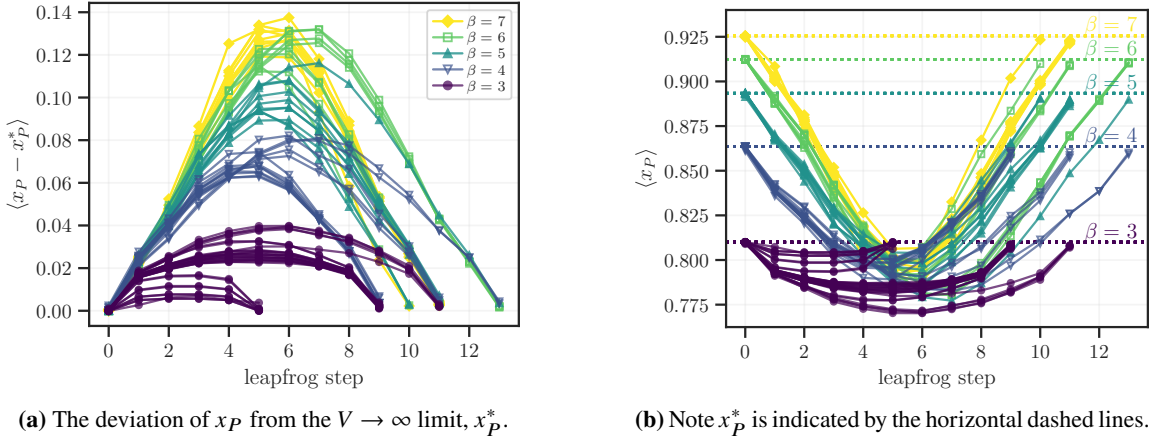 0.14
0.12
0.10
0.08
0.06
0.04
0.02
0.00
⟨x_P − x*_P⟩
β = 7
β = 6
β = 5
β = 4
β = 3
0 2 4 6 8 10 12
leapfrog step
(a) The deviation of x_P from the V → ∞ limit, x*_P.
0.925
0.900
0.875
0.850
0.825
0.800
0.775
⟨x_P⟩
β = 7
β = 6
β = 5
β = 4
β = 3
0 2 4 6 8 10 12
leapfrog step
(b) Note x*_P is indicated by the horizontal dashed lines.